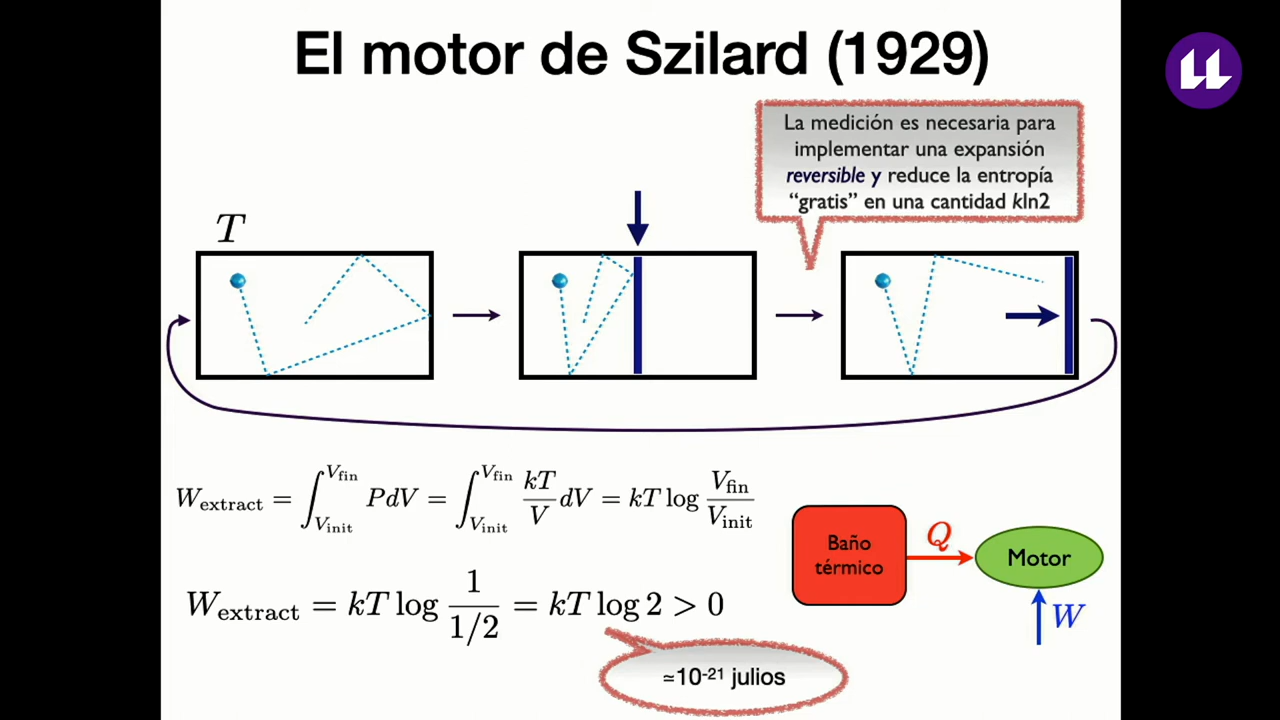 El motor de Szilard (1929)
La medición es necesaria para
implementar una expansión
reversible y reduce la entropía
“gratis” en una cantidad kln2
T
W_extract = ∫_{V_init}^{V_fin} PdV = ∫_{V_init}^{V_fin} kT/V dV = kT log V_fin/V_init
W_extract = kT log 1/(1/2) = kT log 2 > 0
≃10⁻²¹ julios
Baño
térmico
Q
Motor
W